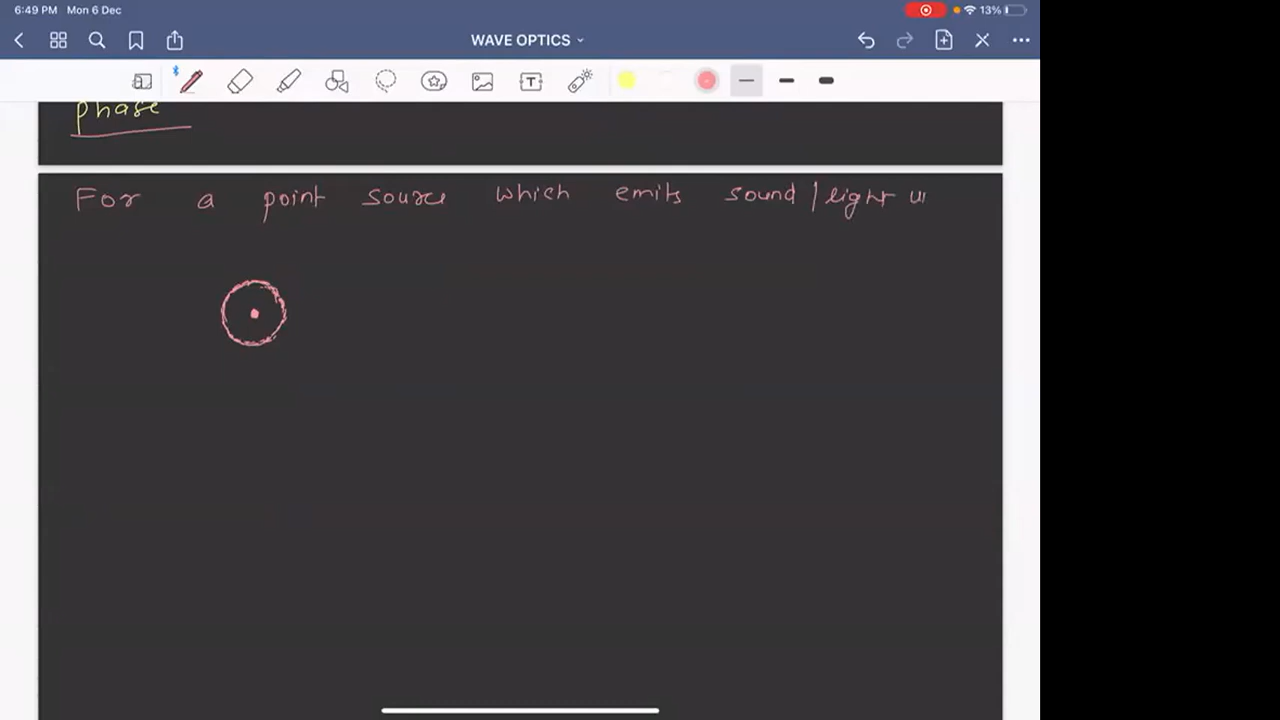 6:49 PM Mon 6 Dec
13%
WAVE OPTICS
T
phase
For a point source which emits sound / light